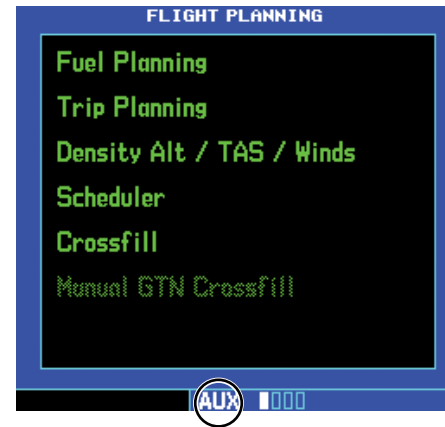 FLIGHT PLANNING
Fuel Planning
Trip Planning
Density Alt / TAS / Winds
Scheduler
Crossfill
Manual GTN Crossfill
AUX